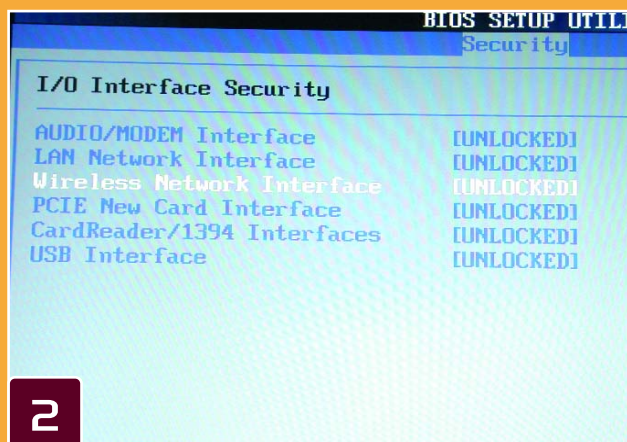 BIOS SETUP UTILI
Security
I/O Interface Security
AUDIO/MODEM Interface [UNLOCKED]
LAN Network Interface [UNLOCKED]
Wireless Network Interface [UNLOCKED]
PCIE New Card Interface [UNLOCKED]
CardReader/1394 Interfaces [UNLOCKED]
USB Interface [UNLOCKED]
2